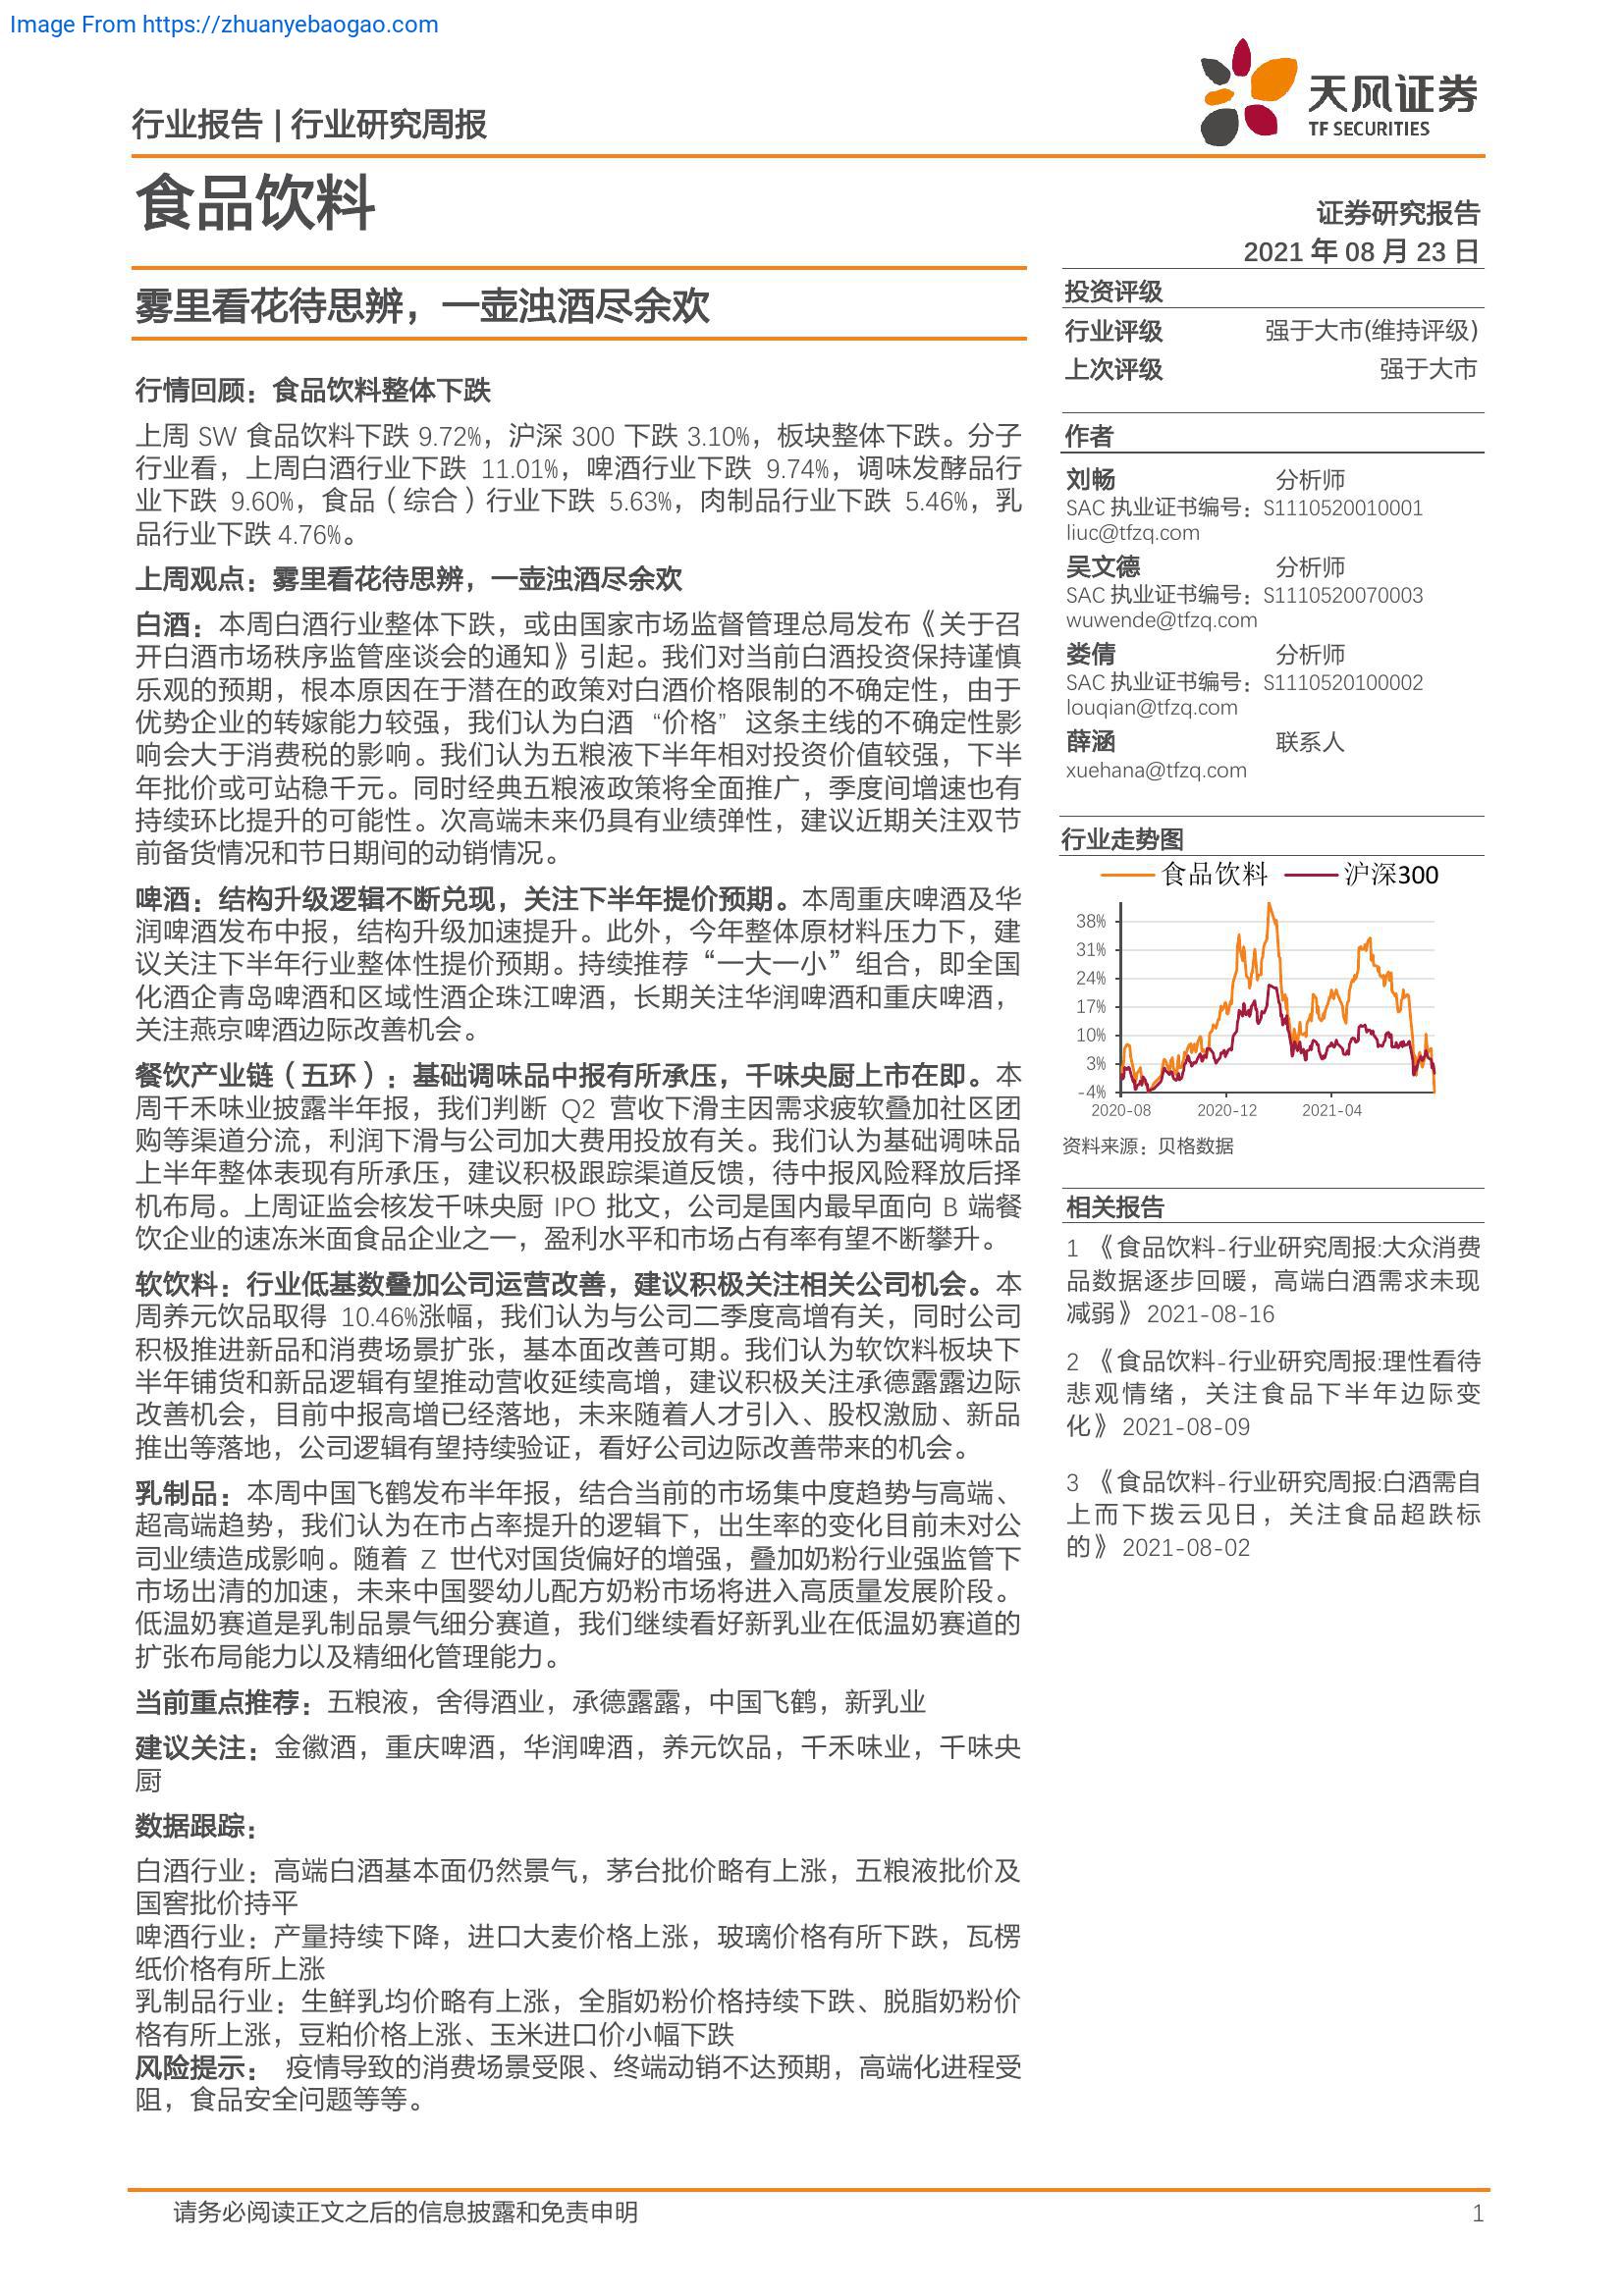 Image From https://zhuanyebaogao.com
行业报告 | 行业研究周报
天风证券
TF SECURITIES
食品饮料
证券研究报告
2021 年 08 月 23 日
雾里看花待思辨，一壶浊酒尽余欢
行情回顾：食品饮料整体下跌
上周 SW 食品饮料下跌 9.72%，沪深 300 下跌 3.10%，板块整体下跌。分子
行业看，上周白酒行业下跌 11.01%，啤酒行业下跌 9.74%，调味发酵品行
业下跌 9.60%，食品（综合）行业下跌 5.63%，肉制品行业下跌 5.46%，乳
品行业下跌 4.76%。
上周观点：雾里看花待思辨，一壶浊酒尽余欢
白酒：本周白酒行业整体下跌，或由国家市场监督管理总局发布《关于召
开白酒市场秩序监管座谈会的通知》引起。我们对当前白酒投资保持谨慎
乐观的预期，根本原因在于潜在的政策对白酒价格限制的不确定性，由于
优势企业的转嫁能力较强，我们认为白酒 “价格” 这条主线的不确定性影
响会大于消费税的影响。我们认为五粮液下半年相对投资价值较强，下半
年批价或可站稳千元。同时经典五粮液政策将全面推广，季度间增速也有
持续环比提升的可能性。次高端未来仍具有业绩弹性，建议近期关注双节
前备货情况和节日期间的动销情况。
啤酒：结构升级逻辑不断兑现，关注下半年提价预期。本周重庆啤酒及华
润啤酒发布中报，结构升级加速提升。此外，今年整体原材料压力下，建
议关注下半年行业整体性提价预期。持续推荐“一大一小”组合，即全国
化酒企青岛啤酒和区域性酒企珠江啤酒，长期关注华润啤酒和重庆啤酒，
关注燕京啤酒边际改善机会。
餐饮产业链（五环）：基础调味品中报有所承压，千味央厨上市在即。本
周千禾味业披露半年报，我们判断 Q2 营收下滑主因需求疲软叠加社区团
购等渠道分流，利润下滑与公司加大费用投放有关。我们认为基础调味品
上半年整体表现有所承压，建议积极跟踪渠道反馈，待中报风险释放后择
机布局。上周证监会核发千味央厨 IPO 批文，公司是国内最早面向 B 端餐
饮企业的速冻米面食品企业之一，盈利水平和市场占有率有望不断攀升。
软饮料：行业低基数叠加公司运营改善，建议积极关注相关公司机会。本
周养元饮品取得 10.46%涨幅，我们认为与公司二季度高增有关，同时公司
积极推进新品和消费场景扩张，基本面改善可期。我们认为软饮料板块下
半年铺货和新品逻辑有望推动营收延续高增，建议积极关注承德露露边际
改善机会，目前中报高增已经落地，未来随着人才引入、股权激励、新品
推出等落地，公司逻辑有望持续验证，看好公司边际改善带来的机会。
乳制品：本周中国飞鹤发布半年报，结合当前的市场集中度趋势与高端、
超高端趋势，我们认为在市占率提升的逻辑下，出生率的变化目前未对公
司业绩造成影响。随着 Z 世代对国货偏好的增强，叠加奶粉行业强监管下
市场出清的加速，未来中国婴幼儿配方奶粉市场将进入高质量发展阶段。
低温奶赛道是乳制品景气细分赛道，我们继续看好新乳业在低温奶赛道的
扩张布局能力以及精细化管理能力。
当前重点推荐：五粮液，舍得酒业，承德露露，中国飞鹤，新乳业
建议关注：金徽酒，重庆啤酒，华润啤酒，养元饮品，千禾味业，千味央
厨
数据跟踪：
白酒行业：高端白酒基本面仍然景气，茅台批价略有上涨，五粮液批价及
国窖批价持平
啤酒行业：产量持续下降，进口大麦价格上涨，玻璃价格有所下跌，瓦楞
纸价格有所上涨
乳制品行业：生鲜乳均价略有上涨，全脂奶粉价格持续下跌、脱脂奶粉价
格有所上涨，豆粕价格上涨、玉米进口价小幅下跌
风险提示： 疫情导致的消费场景受限、终端动销不达预期，高端化进程受
阻，食品安全问题等等。
投资评级
行业评级 强于大市(维持评级)
上次评级 强于大市
作者
刘畅 分析师
SAC 执业证书编号：S1110520010001
liuc@tfzq.com
吴文德 分析师
SAC 执业证书编号：S1110520070003
wuwende@tfzq.com
娄倩 分析师
SAC 执业证书编号：S1110520100002
louqian@tfzq.com
薛涵 联系人
xuehana@tfzq.com
行业走势图
食品饮料 沪深300
38%
31%
24%
17%
10%
3%
-4%
2020-08 2020-12 2021-04
资料来源：贝格数据
相关报告
1 《食品饮料-行业研究周报:大众消费
品数据逐步回暖，高端白酒需求未现
减弱》 2021-08-16
2 《食品饮料-行业研究周报:理性看待
悲观情绪，关注食品下半年边际变
化》 2021-08-09
3 《食品饮料-行业研究周报:白酒需自
上而下拨云见日，关注食品超跌标
的》 2021-08-02
请务必阅读正文之后的信息披露和免责申明 1